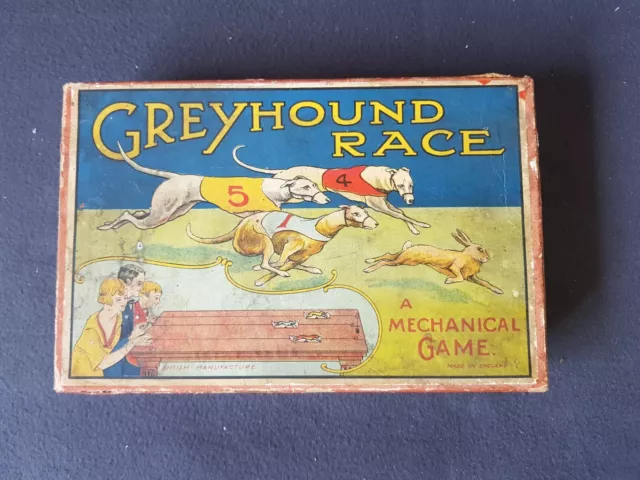 GREYHOUND
RACE
5
4
1
A
MECHANICAL
GAME.
BRITISH MANUFACTURE
MADE IN ENGLAND